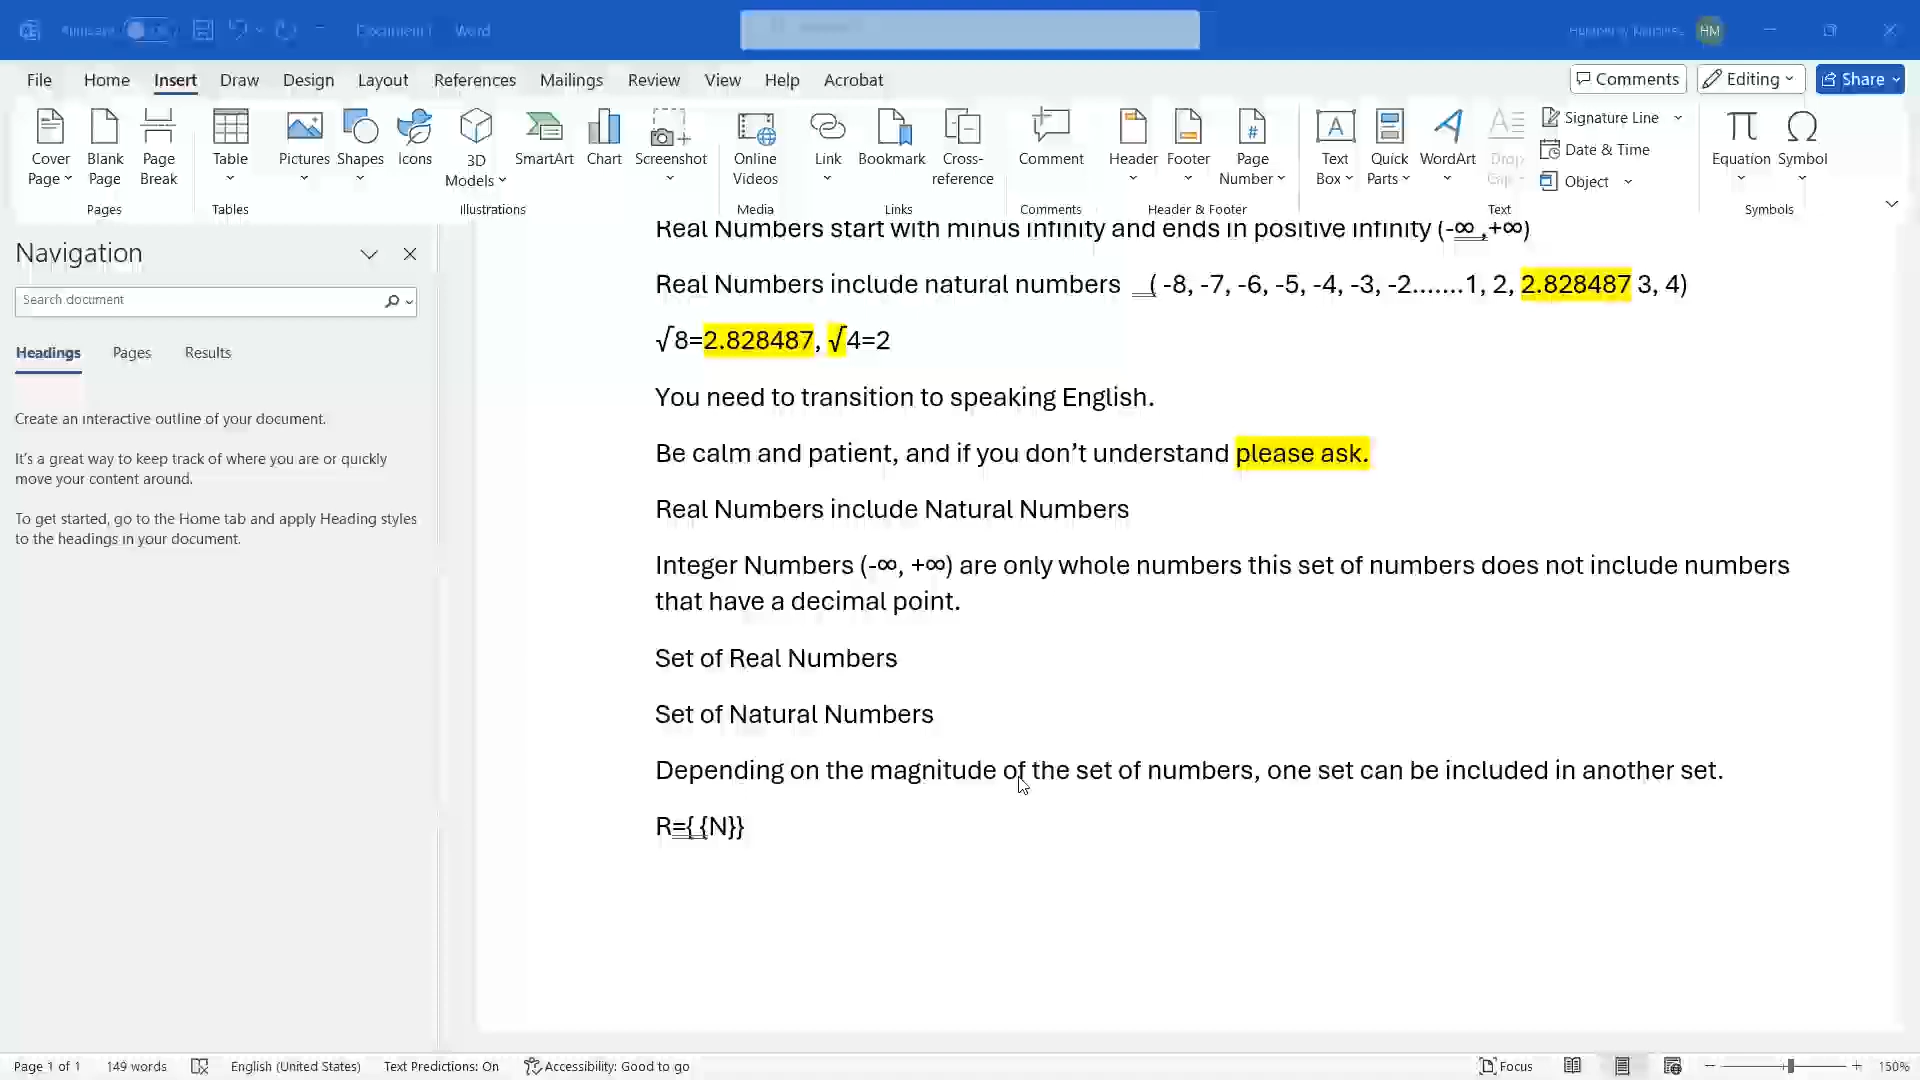 Document1 Word
HM
File Home Insert Draw Design Layout References Mailings Review View Help Acrobat
Comments Editing Share
Cover Page Blank Page Page Break Table Pictures Shapes Icons 3D Models SmartArt Chart Screenshot Online Videos Link Bookmark Cross-reference Comment Header Footer Page Number Text Box Quick Parts WordArt Drop Cap Signature Line Date & Time Object Equation Symbol
Pages Tables Illustrations Media Links Comments Header & Footer Text Symbols
Navigation
Search document
Headings Pages Results
Create an interactive outline of your document.
It's a great way to keep track of where you are or quickly
move your content around.
To get started, go to the Home tab and apply Heading styles
to the headings in your document.
Real Numbers start with minus infinity and ends in positive infinity (-∞ ,+∞)
Real Numbers include natural numbers ( -8, -7, -6, -5, -4, -3, -2.......1, 2, 2.828487 3, 4)
√8=2.828487, √4=2
You need to transition to speaking English.
Be calm and patient, and if you don’t understand please ask.
Real Numbers include Natural Numbers
Integer Numbers (-∞, +∞) are only whole numbers this set of numbers does not include numbers
that have a decimal point.
Set of Real Numbers
Set of Natural Numbers
Depending on the magnitude of the set of numbers, one set can be included in another set.
R={ {N}}
Page 1 of 1 149 words English (United States) Text Predictions: On Accessibility: Good to go Focus 150%